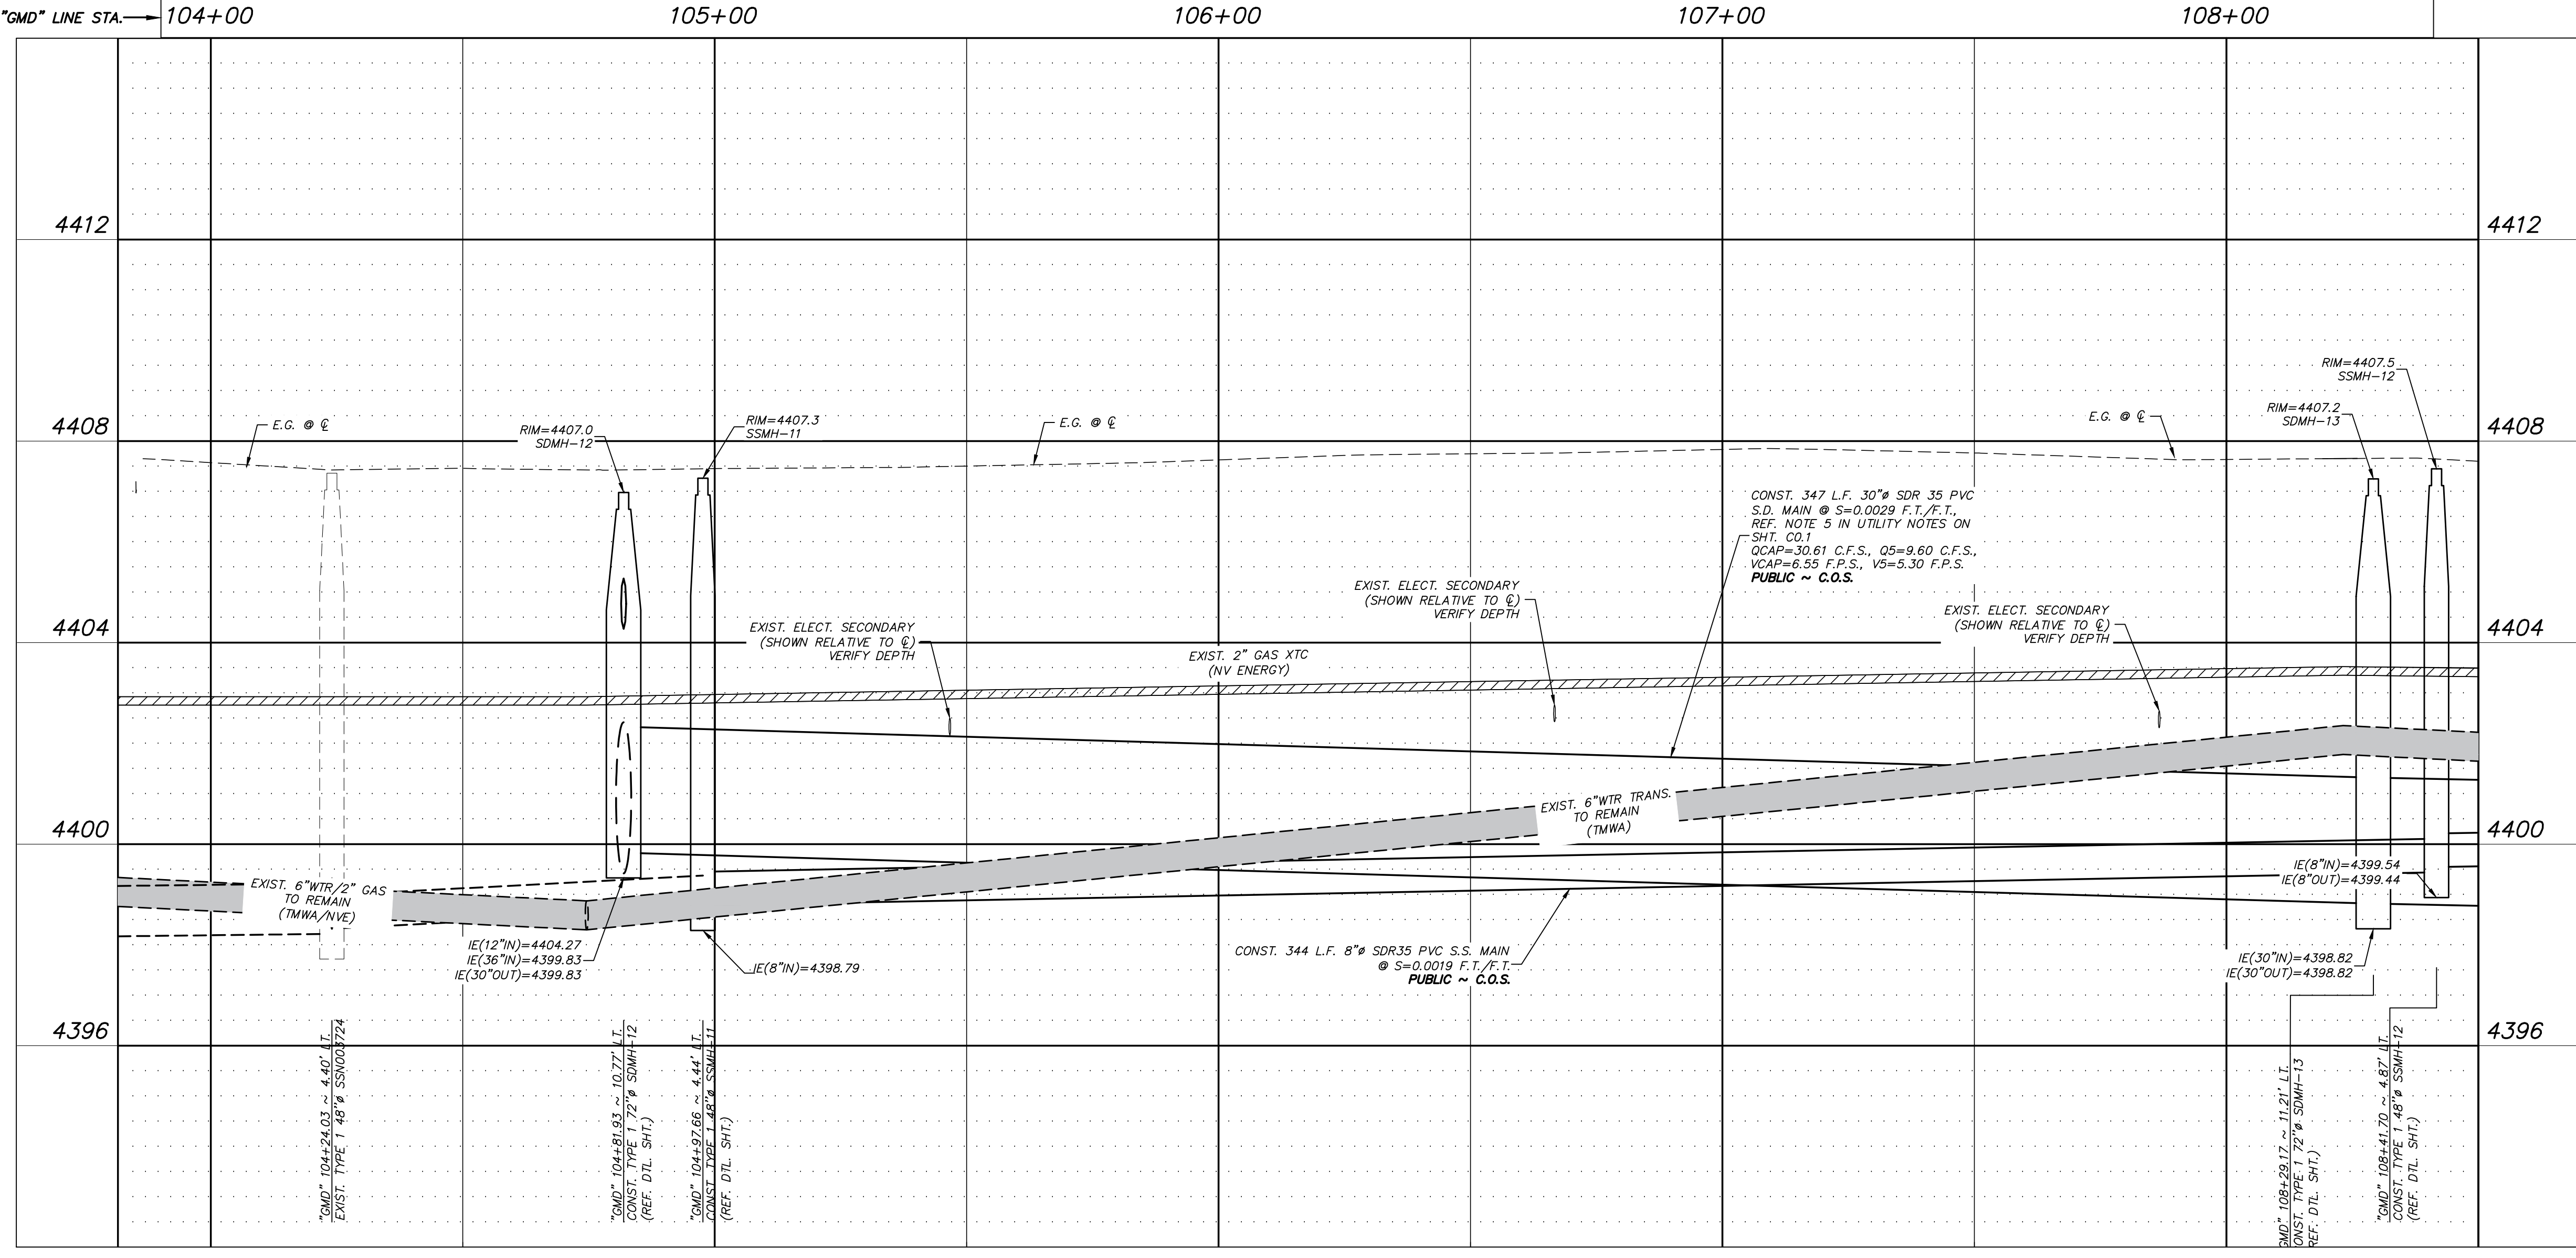 "GMD" LINE STA.
104+00
105+00
106+00
107+00
108+00
4412
4412
4408
4408
4404
4404
4400
4400
4396
4396
E.G. @ ℄
RIM=4407.0
SDMH-12
RIM=4407.3
SSMH-11
E.G. @ ℄
E.G. @ ℄
RIM=4407.2
SDMH-13
RIM=4407.5
SSMH-12
CONST. 347 L.F. 30"ø SDR 35 PVC
S.D. MAIN @ S=0.0029 F.T./F.T.,
REF. NOTE 5 IN UTILITY NOTES ON
SHT. C0.1
QCAP=30.61 C.F.S., Q5=9.60 C.F.S.,
VCAP=6.55 F.P.S., V5=5.30 F.P.S.
PUBLIC ~ C.O.S.
EXIST. ELECT. SECONDARY
(SHOWN RELATIVE TO ℄)
VERIFY DEPTH
EXIST. ELECT. SECONDARY
(SHOWN RELATIVE TO ℄)
VERIFY DEPTH
EXIST. ELECT. SECONDARY
(SHOWN RELATIVE TO ℄)
VERIFY DEPTH
EXIST. 2" GAS XTC
(NV ENERGY)
EXIST. 6"WTR TRANS.
TO REMAIN
(TMWA)
EXIST. 6"WTR/2" GAS
TO REMAIN
(TMWA/NVE)
IE(12"IN)=4404.27
IE(36"IN)=4399.83
IE(30"OUT)=4399.83
IE(8"IN)=4398.79
CONST. 344 L.F. 8"ø SDR35 PVC S.S. MAIN
@ S=0.0019 F.T./F.T.
PUBLIC ~ C.O.S.
IE(8"IN)=4399.54
IE(8"OUT)=4399.44
IE(30"IN)=4398.82
IE(30"OUT)=4398.82
"GMD" 104+24.03 ~ 4.40' LT.
EXIST. TYPE 1 48"ø SSN003724
"GMD" 104+81.93 ~ 10.77' LT.
CONST. TYPE 1 72"ø SDMH-12
(REF. DTL. SHT.)
"GMD" 104+97.66 ~ 4.44' LT.
CONST. TYPE 1 48"ø SSMH-11
(REF. DTL. SHT.)
GMD" 108+29.17 ~ 11.21' LT.
ONST. TYPE 1 72"ø SDMH-13
REF. DTL. SHT.)
"GMD" 108+41.70 ~ 4.87' LT.
CONST. TYPE 1 48"ø SSMH-12
(REF. DTL. SHT.)